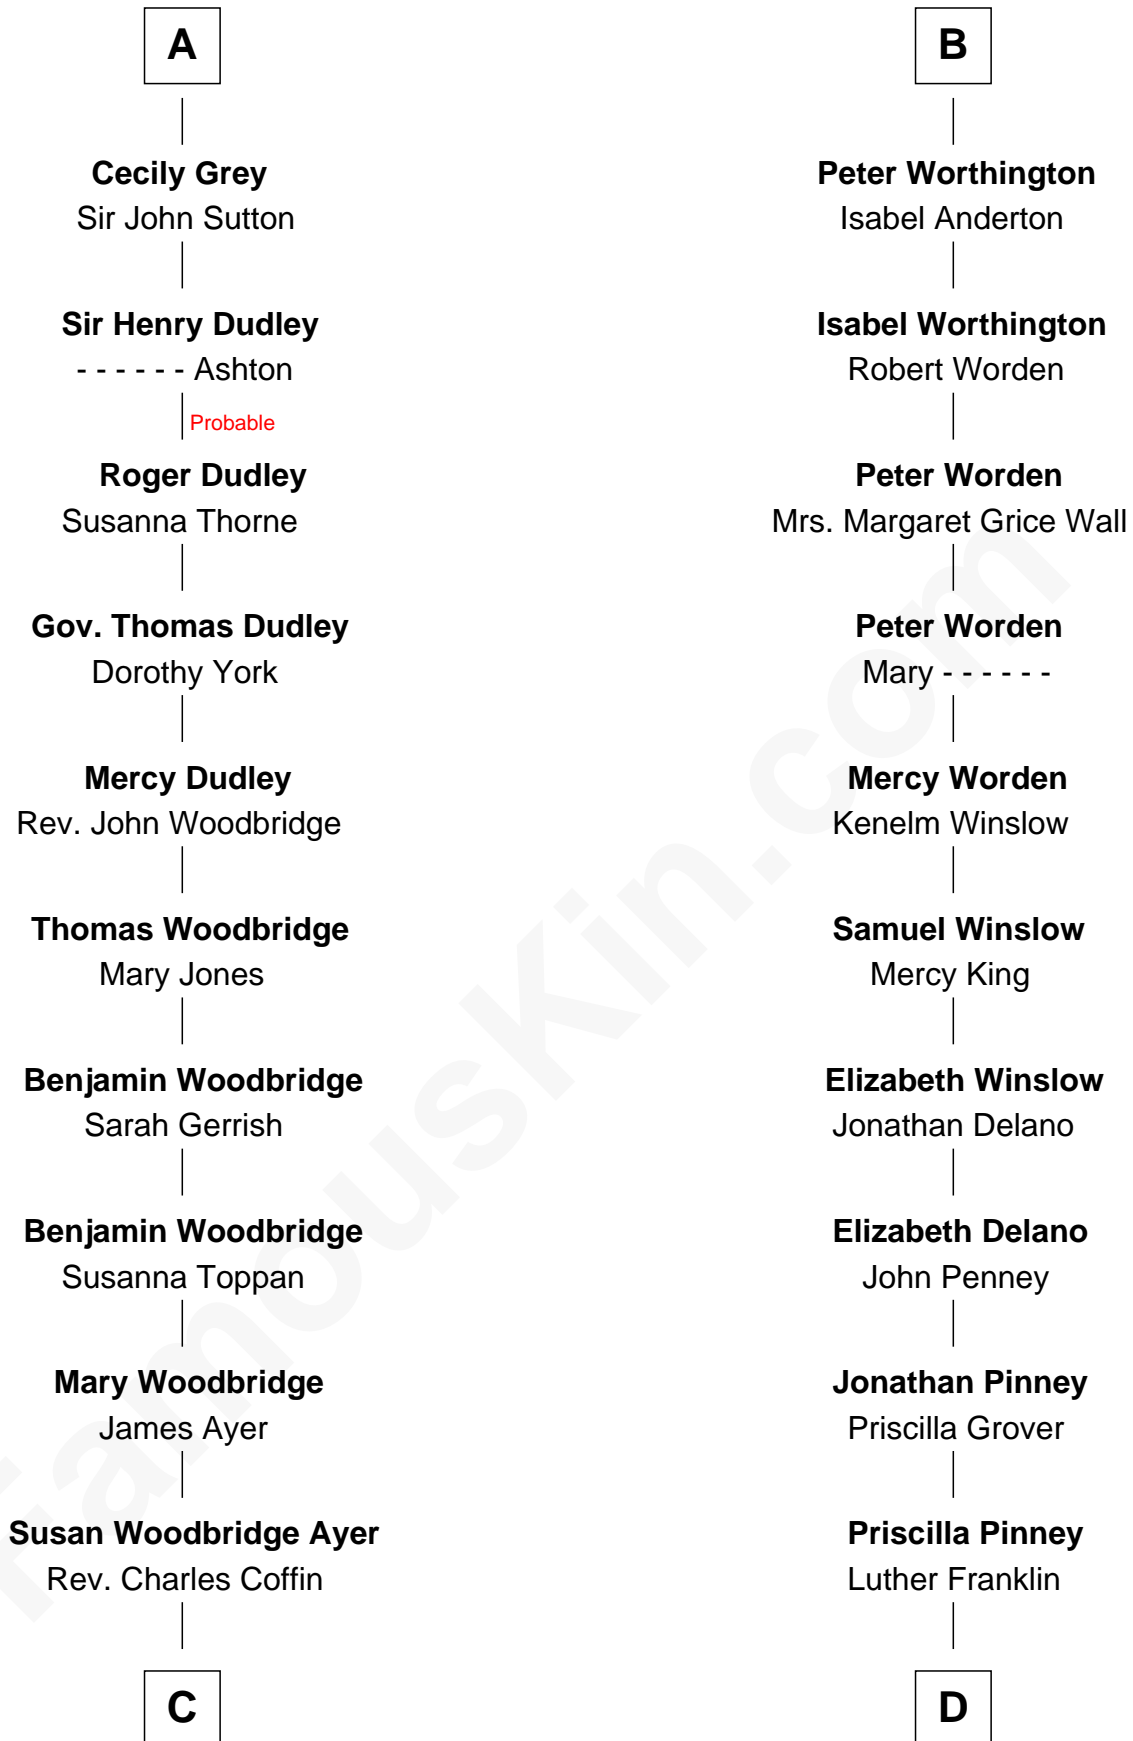 A
Cecily Grey
Sir John Sutton
Sir Henry Dudley
- - - - - - Ashton
Probable
Roger Dudley
Susanna Thorne
Gov. Thomas Dudley
Dorothy York
Mercy Dudley
Rev. John Woodbridge
Thomas Woodbridge
Mary Jones
Benjamin Woodbridge
Sarah Gerrish
Benjamin Woodbridge
Susanna Toppan
Mary Woodbridge
James Ayer
Susan Woodbridge Ayer
Rev. Charles Coffin
C
B
Peter Worthington
Isabel Anderton
Isabel Worthington
Robert Worden
Peter Worden
Mrs. Margaret Grice Wall
Peter Worden
Mary - - - - - -
Mercy Worden
Kenelm Winslow
Samuel Winslow
Mercy King
Elizabeth Winslow
Jonathan Delano
Elizabeth Delano
John Penney
Jonathan Pinney
Priscilla Grover
Priscilla Pinney
Luther Franklin
D
FamousKin.com